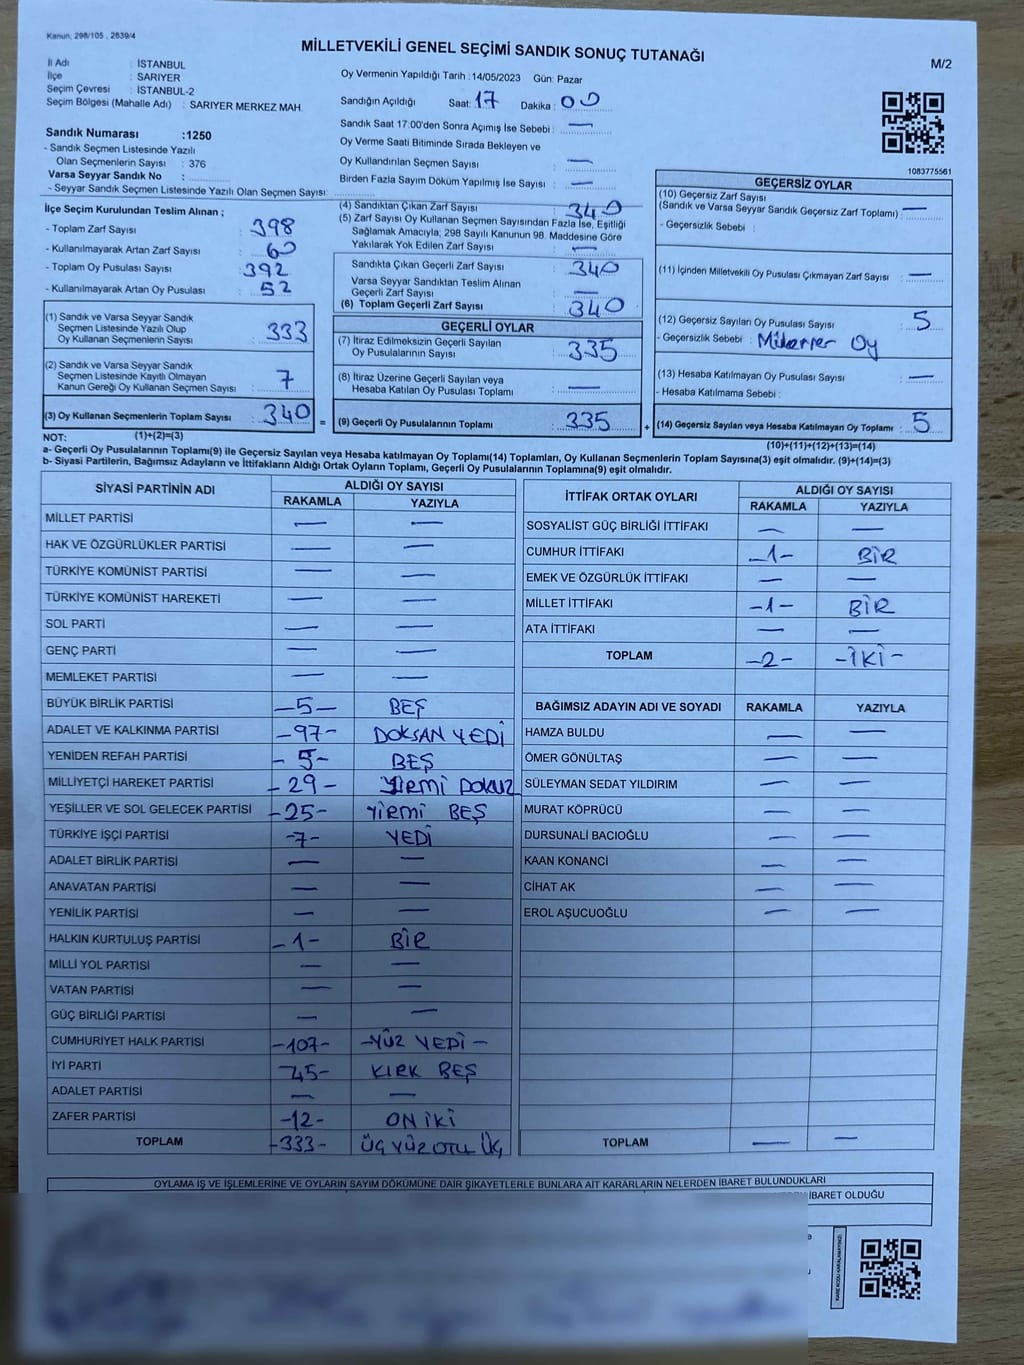 Kanun, 298/105 , 2839/4
MİLLETVEKİLİ GENEL SEÇİMİ SANDIK SONUÇ TUTANAĞI
M/2
İl Adı : İSTANBUL
İlçe : SARIYER
Seçim Çevresi : İSTANBUL-2
Seçim Bölgesi (Mahalle Adı) : SARIYER MERKEZ MAH.
Sandık Numarası :1250
- Sandık Seçmen Listesinde Yazılı
Olan Seçmenlerin Sayısı : 376
Varsa Seyyar Sandık No :
- Seyyar Sandık Seçmen Listesinde Yazılı Olan Seçmen Sayısı:
Oy Vermenin Yapıldığı Tarih :14/05/2023 Gün: Pazar
Sandığın Açıldığı Saat: 17 Dakika : 00
Sandık Saat 17:00'den Sonra Açımış İse Sebebi : —
Oy Verme Saati Bitiminde Sırada Bekleyen ve
Oy Kullandırılan Seçmen Sayısı : —
Birden Fazla Sayım Döküm Yapılmış İse Sayısı : —
1083775561
İlçe Seçim Kurulundan Teslim Alınan ;
- Toplam Zarf Sayısı : 398
- Kullanılmayarak Artan Zarf Sayısı : 60
- Toplam Oy Pusulası Sayısı : 392
- Kullanılmayarak Artan Oy Pusulası : 52
(1) Sandık ve Varsa Seyyar Sandık
Seçmen Listesinde Yazılı Olup
Oy Kullanan Seçmenlerin Sayısı : 333
(2) Sandık ve Varsa Seyyar Sandık
Seçmen Listesinde Kayıtlı Olmayan
Kanun Gereği Oy Kullanan Seçmen Sayısı : 7
(3) Oy Kullanan Seçmenlerin Toplam Sayısı : 340
(1)+(2)=(3)
(4) Sandıktan Çıkan Zarf Sayısı : 340
(5) Zarf Sayısı Oy Kullanan Seçmen Sayısından Fazla İse, Eşitliği
Sağlamak Amacıyla, 298 Sayılı Kanunun 98. Maddesine Göre
Yakılarak Yok Edilen Zarf Sayısı : —
Sandıkta Çıkan Geçerli Zarf Sayısı : 340
Varsa Seyyar Sandıktan Teslim Alınan
Geçerli Zarf Sayısı : —
(6) Toplam Geçerli Zarf Sayısı : 340
GEÇERLİ OYLAR
(7) İtiraz Edilmeksizin Geçerli Sayılan
Oy Pusulalarının Sayısı : 335
(8) İtiraz Üzerine Geçerli Sayılan veya
Hesaba Katılan Oy Pusulası Toplamı : —
= (9) Geçerli Oy Pusulalarının Toplamı : 335
GEÇERSİZ OYLAR
(10) Geçersiz Zarf Sayısı
(Sandık ve Varsa Seyyar Sandık Geçersiz Zarf Toplamı) : —
- Geçersizlik Sebebi :
(11) İçinden Milletvekili Oy Pusulası Çıkmayan Zarf Sayısı : —
(12) Geçersiz Sayılan Oy Pusulası Sayısı : 5
- Geçersizlik Sebebi : Oy
(13) Hesaba Katılmayan Oy Pusulası Sayısı : —
- Hesaba Katılmama Sebebi :
+ (14) Geçersiz Sayılan veya Hesaba Katılmayan Oy Toplamı : 5
(10)+(11)+(12)+(13)=(14)
NOT:
a- Geçerli Oy Pusulalarının Toplamı(9) ile Geçersiz Sayılan veya Hesaba katılmayan Oy Toplamı(14) Toplamları, Oy Kullanan Seçmenlerin Toplam Sayısına(3) eşit olmalıdır. (9)+(14)=(3)
b- Siyasi Partilerin, Bağımsız Adayların ve İttifakların Aldığı Ortak Oyların Toplamı, Geçerli Oy Pusulalarının Toplamına(9) eşit olmalıdır.
SİYASİ PARTİNİN ADI ALDIĞI OY SAYISI
RAKAMLA YAZIYLA
MİLLET PARTİSİ — —
HAK VE ÖZGÜRLÜKLER PARTİSİ — —
TÜRKİYE KOMÜNİST PARTİSİ — —
TÜRKİYE KOMÜNİST HAREKETİ — —
SOL PARTİ — —
GENÇ PARTİ — —
MEMLEKET PARTİSİ — —
BÜYÜK BİRLİK PARTİSİ -5- BEŞ
ADALET VE KALKINMA PARTİSİ -97- DOKSAN YEDİ
YENİDEN REFAH PARTİSİ -5- BEŞ
MİLLİYETÇİ HAREKET PARTİSİ -29- Yirmi Dokuz
YEŞİLLER VE SOL GELECEK PARTİSİ -25- Yirmi BEŞ
TÜRKİYE İŞÇİ PARTİSİ -7- YEDİ
ADALET BİRLİK PARTİSİ — —
ANAVATAN PARTİSİ — —
YENİLİK PARTİSİ — —
HALKIN KURTULUŞ PARTİSİ -1- BİR
MİLLİ YOL PARTİSİ — —
VATAN PARTİSİ — —
GÜÇ BİRLİĞİ PARTİSİ — —
CUMHURİYET HALK PARTİSİ -107- -YÜZ YEDİ-
İYİ PARTİ 45- KIRK BEŞ
ADALET PARTİSİ — —
ZAFER PARTİSİ -12- ON İKİ
TOPLAM -333- ÜÇ YÜZ OTU ÜÇ
İTTİFAK ORTAK OYLARI ALDIĞI OY SAYISI
RAKAMLA YAZIYLA
SOSYALİST GÜÇ BİRLİĞİ İTTİFAKI — —
CUMHUR İTTİFAKI -1- BİR
EMEK VE ÖZGÜRLÜK İTTİFAKI — —
MİLLET İTTİFAKI -1- BİR
ATA İTTİFAKI — —
TOPLAM -2- -İKİ-
BAĞIMSIZ ADAYIN ADI VE SOYADI RAKAMLA YAZIYLA
HAMZA BULDU — —
ÖMER GÖNÜLTAŞ — —
SÜLEYMAN SEDAT YILDIRIM — —
MURAT KÖPRÜCÜ — —
DURSUNALİ BACIOĞLU — —
KAAN KONANCİ — —
CİHAT AK — —
EROL AŞUCUOĞLU — —
TOPLAM — —
OYLAMA İŞ VE İŞLEMLERİNE VE OYLARIN SAYIM DÖKÜMÜNE DAİR ŞİKAYETLERLE BUNLARA AİT KARARLARIN NELERDEN İBARET BULUNDUKLARI
İBARET OLDUĞU